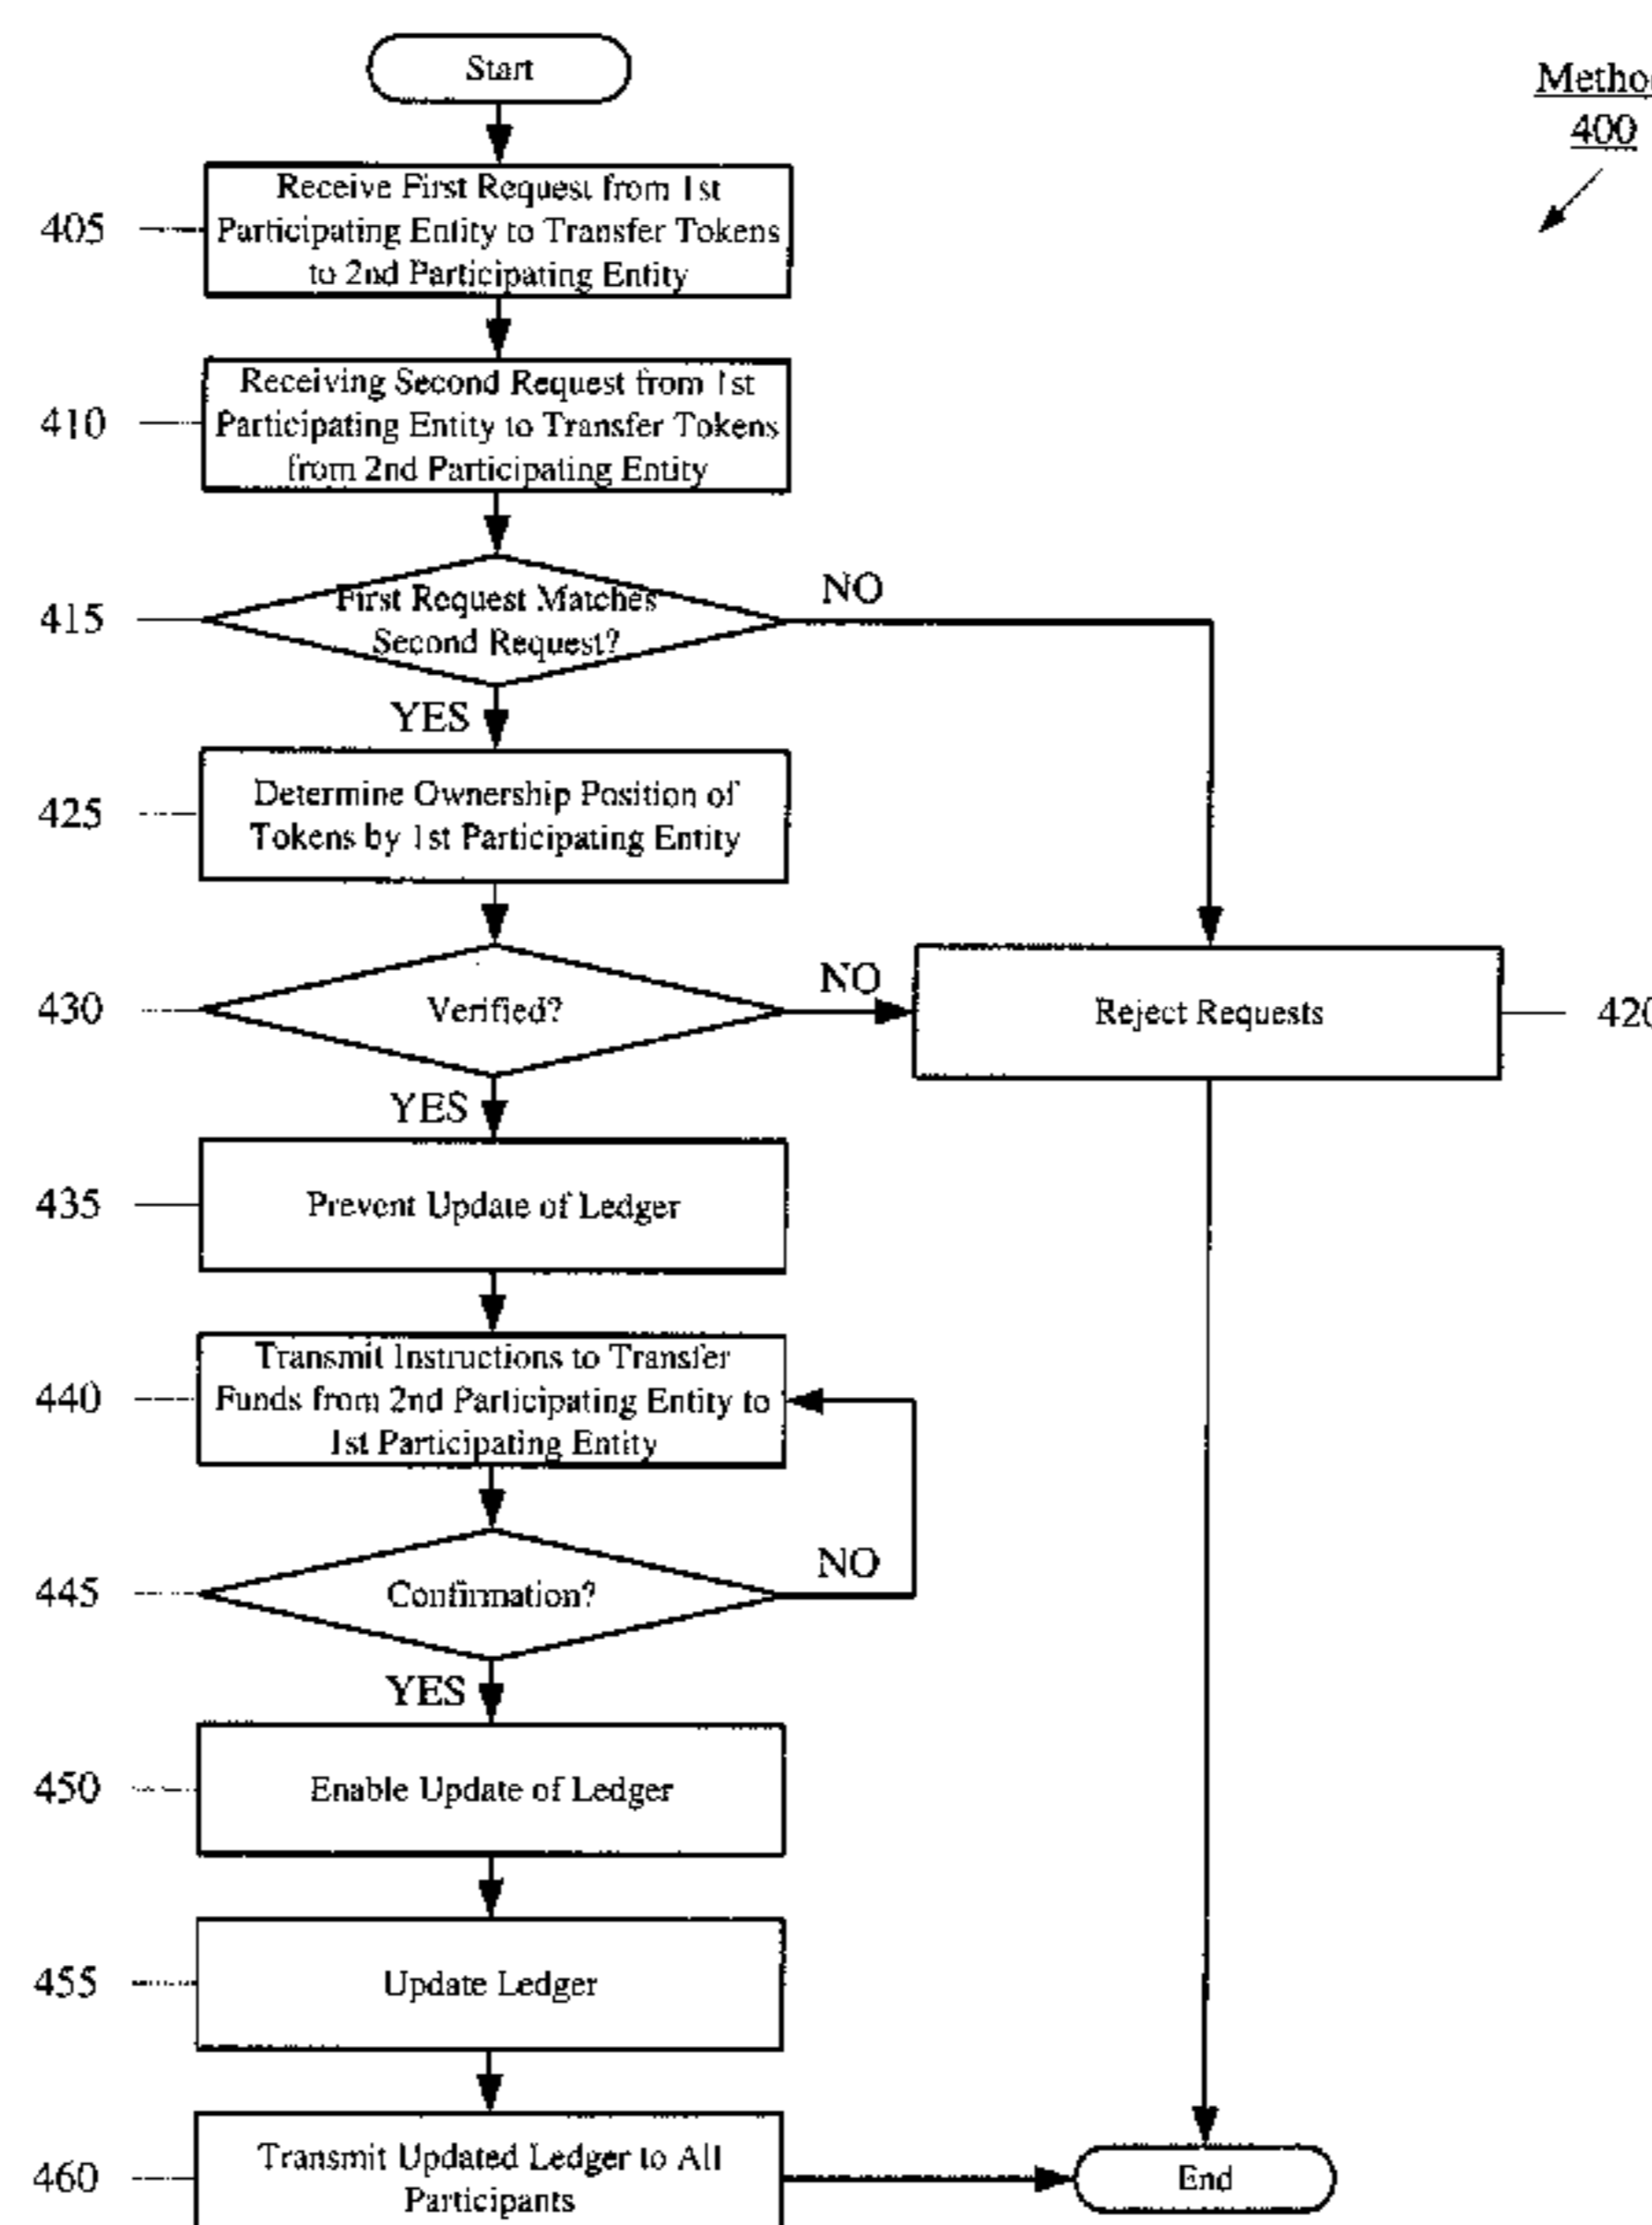 Start
Metho
400
405
Receive First Request from 1st
Participating Entity to Transfer Tokens
to 2nd Participating Entity
410
Receiving Second Request from 1st
Participating Entity to Transfer Tokens
from 2nd Participating Entity
415
First Request Matches
Second Request?
NO
YES
425
Determine Ownership Position of
Tokens by 1st Participating Entity
430
Verified?
NO
Reject Requests
420
YES
435
Prevent Update of Ledger
440
Transmit Instructions to Transfer
Funds from 2nd Participating Entity to
1st Participating Entity
445
Confirmation?
NO
YES
450
Enable Update of Ledger
455
Update Ledger
460
Transmit Updated Ledger to All
Participants
End